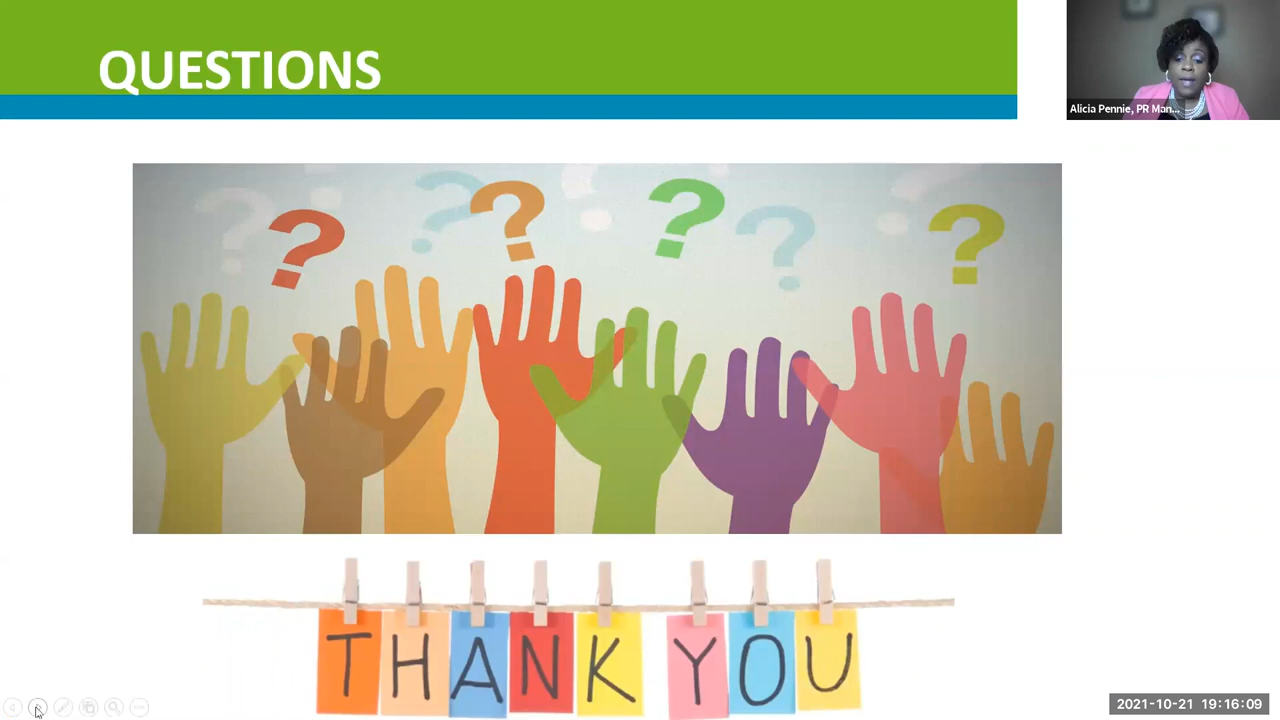 QUESTIONS
Alicia Pennie, PR Man...
? ? ? ? ? ? ?
THANK YOU
2021-10-21 19:16:09